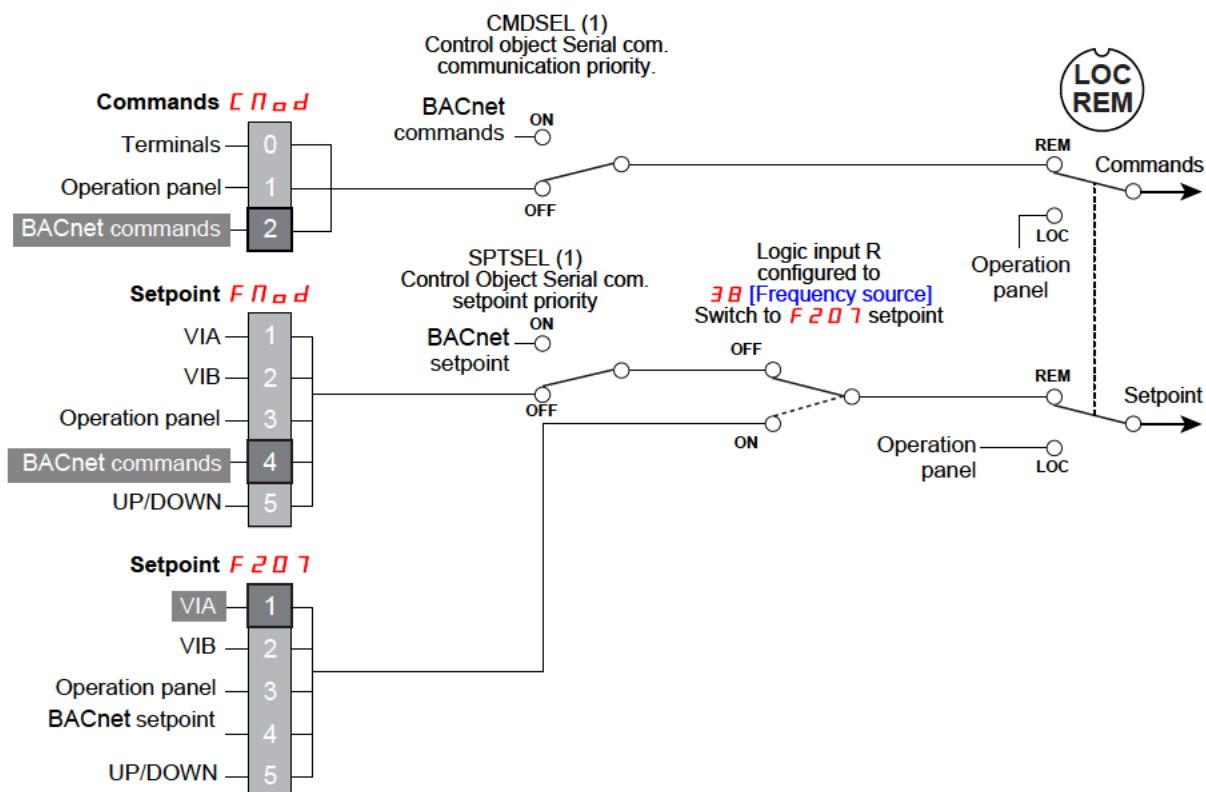 CMDSEL (1)
Control object Serial com.
communication priority.
LOC
REM
Commands CMod
BACnet
commands
ON
Terminals
0
REM
Commands
Operation panel
1
OFF
BACnet commands
2
LOC
Operation
panel
SPTSEL (1)
Control Object Serial com.
setpoint priority
Logic input R
configured to
38 [Frequency source]
Switch to F207 setpoint
Setpoint FMod
ON
BACnet
setpoint
VIA
1
OFF
VIB
2
REM
Setpoint
OFF
Operation panel
3
ON
Operation
panel
LOC
BACnet commands
4
UP/DOWN
5
Setpoint F207
VIA
1
VIB
2
Operation panel
3
BACnet setpoint
4
UP/DOWN
5